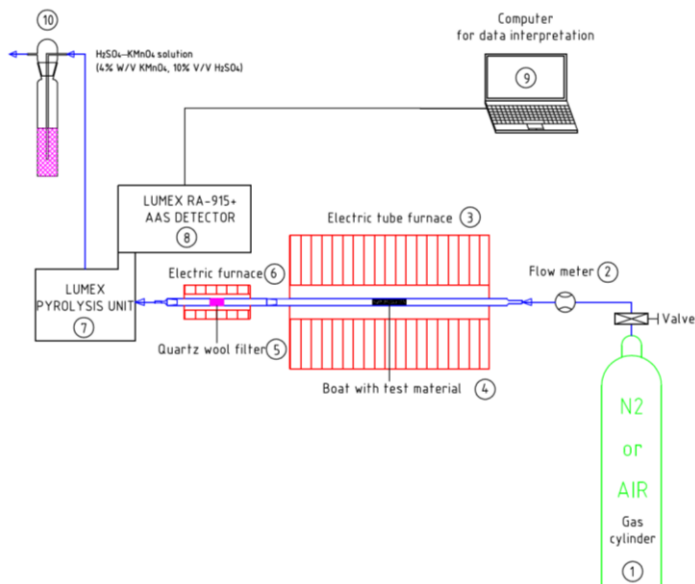 10
H₂SO₄-KMnO₄ solution
(4% W/V KMnO₄, 10% V/V H₂SO₄)
Computer
for data interpretation
9
LUMEX RA-915+
AAS DETECTOR
8
Electric tube furnace 3
Flow meter 2
Electric furnace 6
LUMEX
PYROLYSIS UNIT
7
Valve
Quartz wool filter 5
Boat with test material 4
N2
or
AIR
Gas
cylinder
1